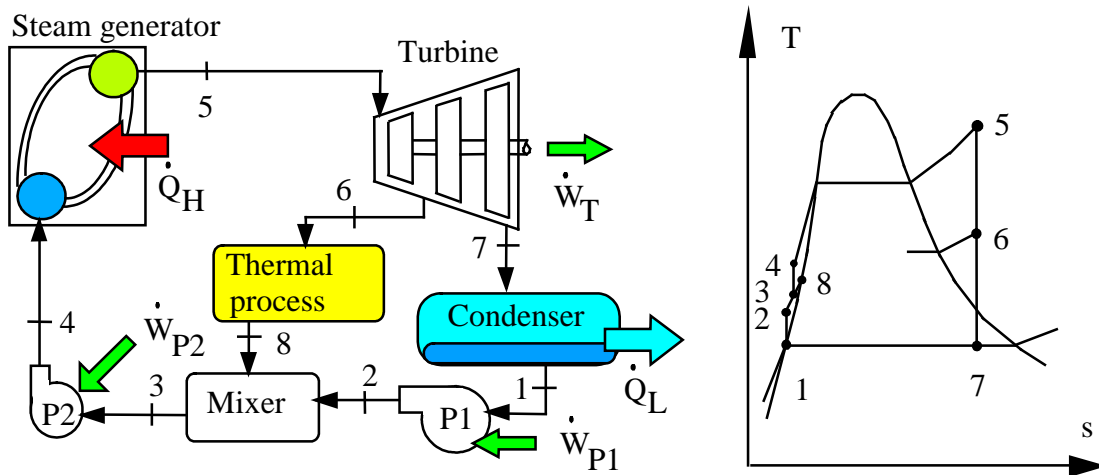 Steam generator
Turbine
5
Q̇H
ẆT
6
7
Thermal
process
Condenser
4
ẆP2
8
Q̇L
P2
3
Mixer
2
P1
1
ẆP1
T
5
6
4
3
8
2
1
7
s